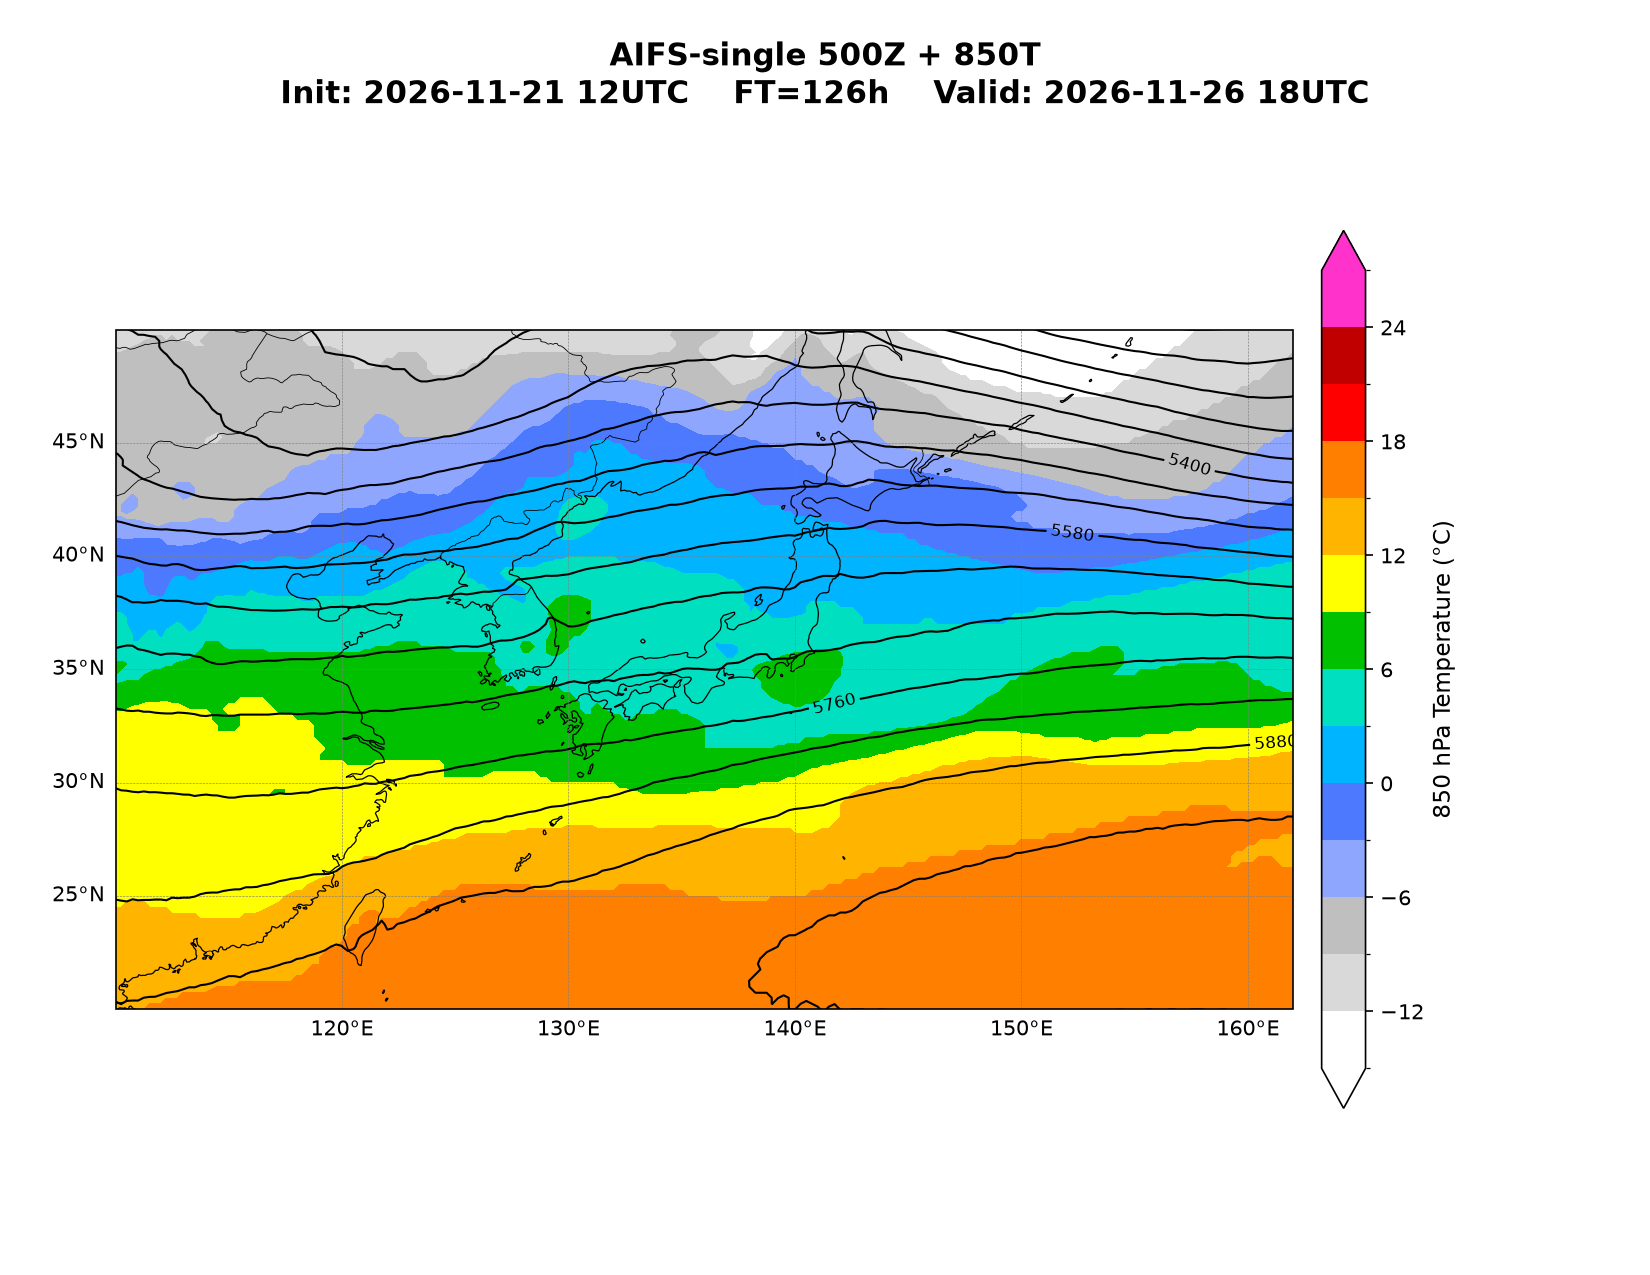 AIFS-single 500Z + 850T
Init: 2026-11-21 12UTC    FT=126h    Valid: 2026-11-26 18UTC
45°N
40°N
35°N
30°N
25°N
120°E
130°E
140°E
150°E
160°E
5400
5580
5760
5880
24
18
12
6
0
−6
−12
850 hPa Temperature (°C)